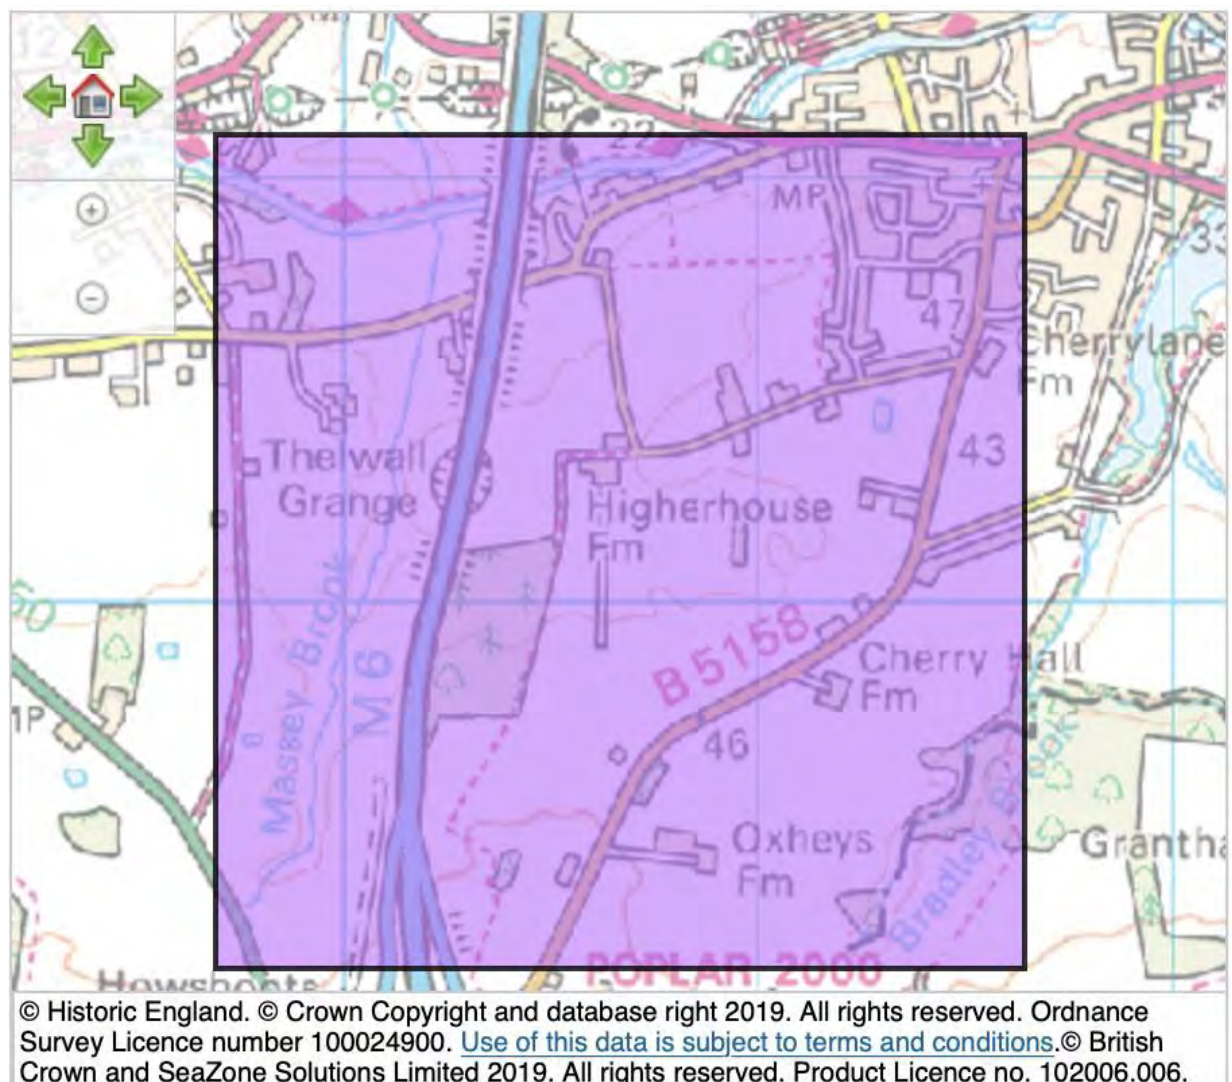 22
MP
33
47
Cherrylane
Fm
43
Thelwall
Grange
Higherhouse
Fm
Massey Brook
M 6
B 5158
Cherry Hall
Fm
MP
46
Oxheys
Fm
Bradley Brook
Grantha
POPLAR 2000
Howshoots
© Historic England. © Crown Copyright and database right 2019. All rights reserved. Ordnance
Survey Licence number 100024900. Use of this data is subject to terms and conditions.© British
Crown and SeaZone Solutions Limited 2019. All rights reserved. Product Licence no. 102006.006.